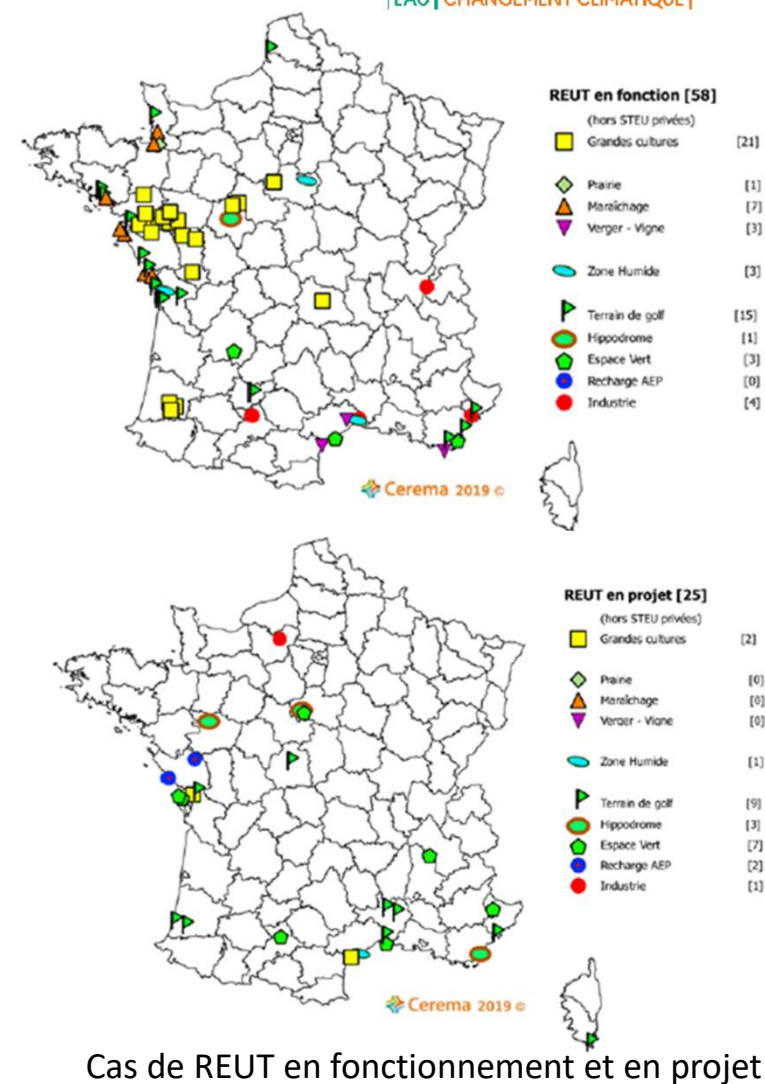 EAU CHANGEMENT CLIMATIQUE
REUT en fonction [58]
(hors STEU privées)
Grandes cultures [21]
Prairie [1]
Maraîchage [7]
Verger - Vigne [3]
Zone Humide [3]
Terrain de golf [15]
Hippodrome [1]
Espace Vert [3]
Recharge AEP [0]
Industrie [4]
Cerema 2019 ©
REUT en projet [25]
(hors STEU privées)
Grandes cultures [2]
Prairie [0]
Maraîchage [0]
Verger - Vigne [0]
Zone Humide [1]
Terrain de golf [9]
Hippodrome [3]
Espace Vert [7]
Recharge AEP [2]
Industrie [1]
Cerema 2019 ©
Cas de REUT en fonctionnement et en projet